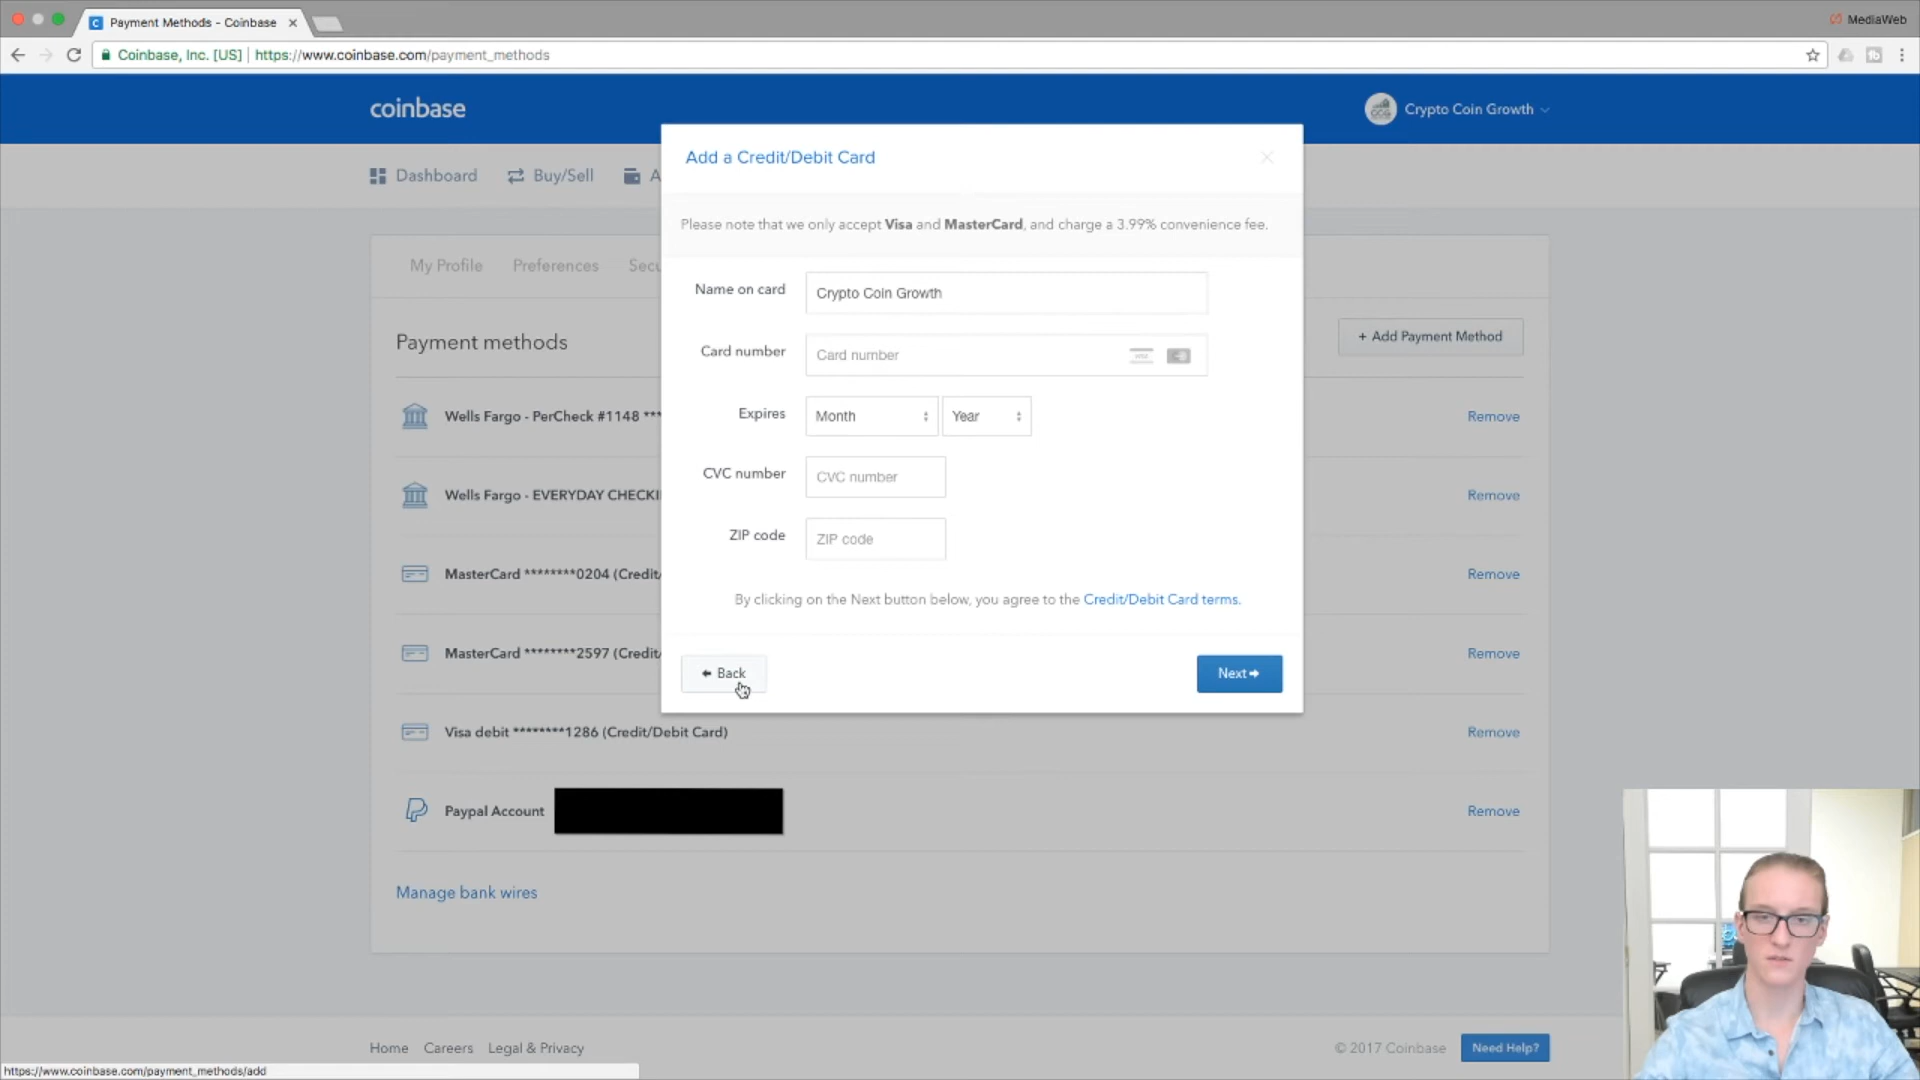 Payment Methods - Coinbase
MediaWeb
Coinbase, Inc. [US] | https://www.coinbase.com/payment_methods
coinbase
Crypto Coin Growth
Dashboard
Buy/Sell
A
Add a Credit/Debit Card
Please note that we only accept Visa and MasterCard, and charge a 3.99% convenience fee.
My Profile
Preferences
Secu
Name on card
Crypto Coin Growth
Payment methods
+ Add Payment Method
Card number
Card number
VISA
Expires
Month
Year
Wells Fargo - PerCheck #1148 ***
Remove
CVC number
CVC number
Wells Fargo - EVERYDAY CHECKI
Remove
ZIP code
ZIP code
MasterCard ********0204 (Credit/
Remove
By clicking on the Next button below, you agree to the Credit/Debit Card terms.
MasterCard ********2597 (Credit/
Remove
Back
Next
Visa debit ********1286 (Credit/Debit Card)
Remove
Paypal Account
Remove
Manage bank wires
Home
Careers
Legal & Privacy
© 2017 Coinbase
Need Help?
https://www.coinbase.com/payment_methods/add